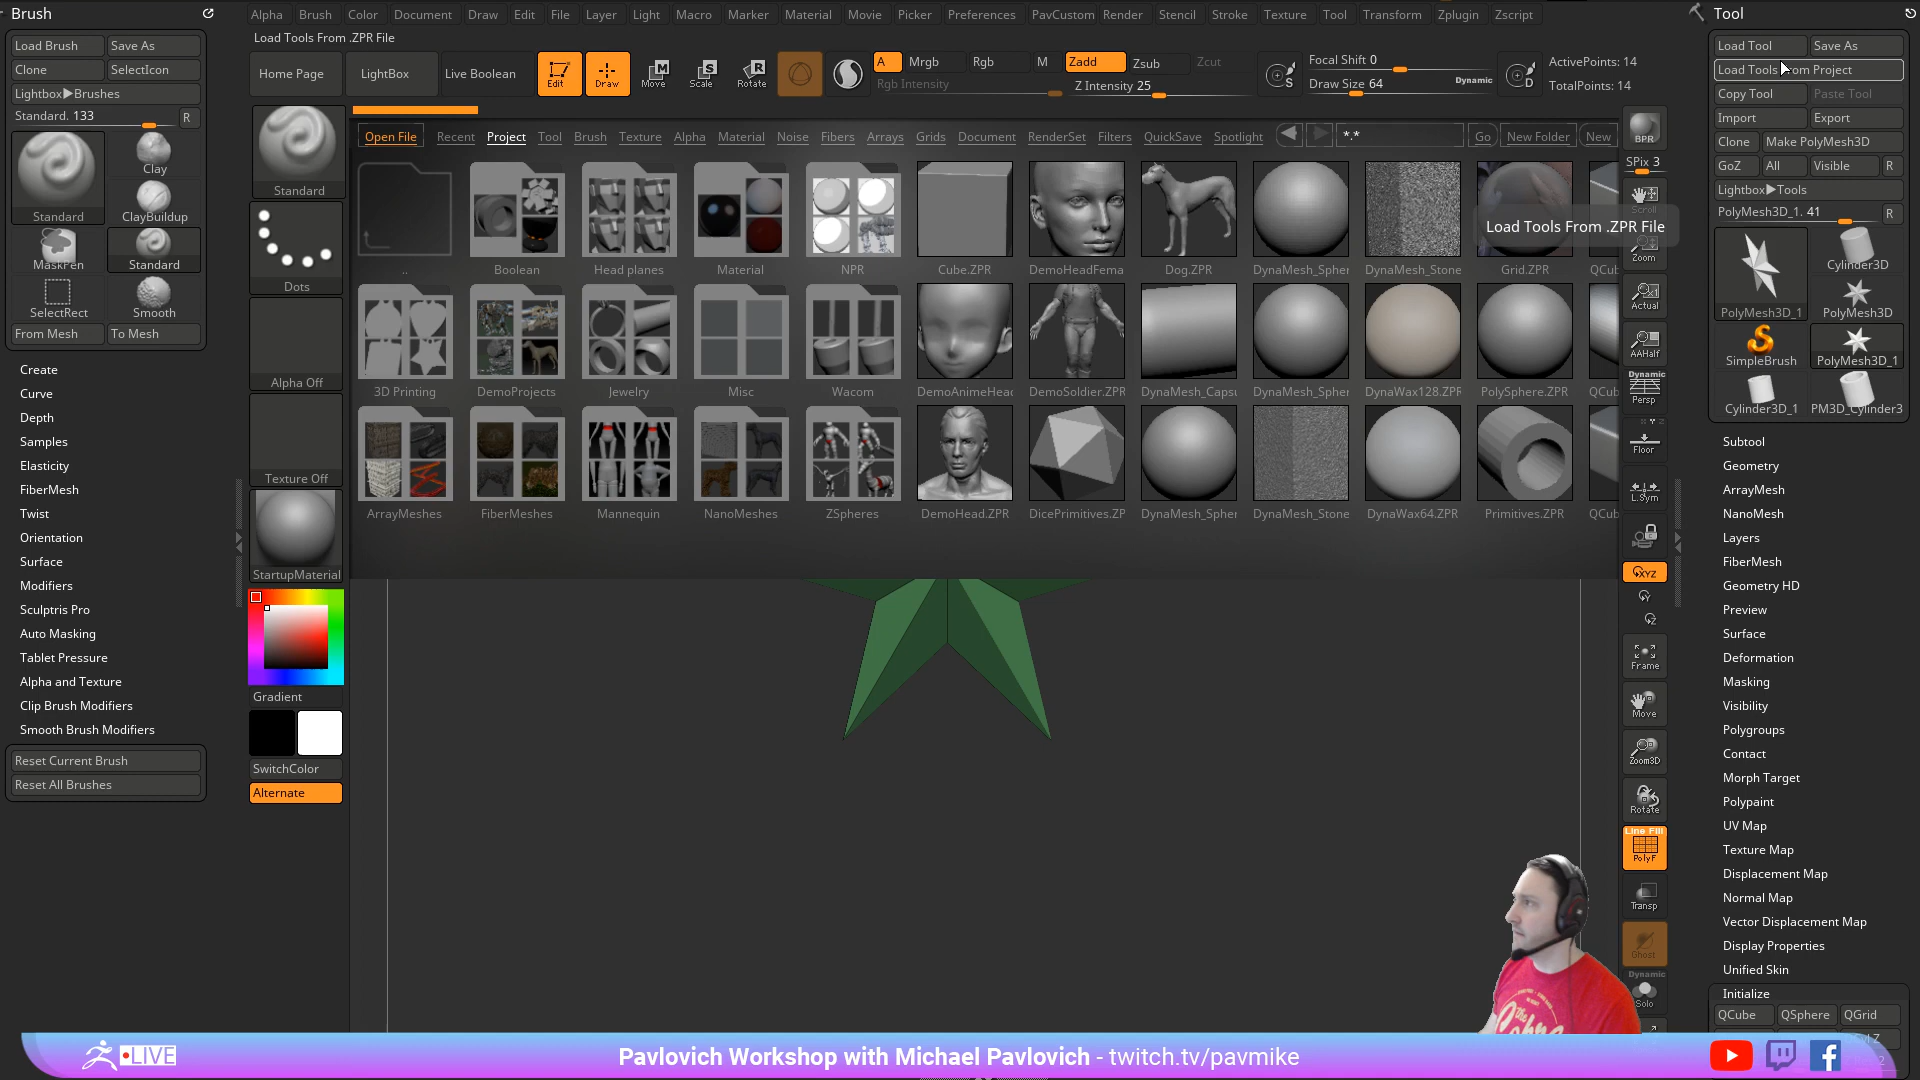 Brush
Load Brush
Save As
Clone
SelectIcon
Lightbox▶Brushes
Standard. 133
R
Standard
Clay
ClayBuildup
MaskPen
Standard
SelectRect
Smooth
From Mesh
To Mesh
Create
Curve
Depth
Samples
Elasticity
FiberMesh
Twist
Orientation
Surface
Modifiers
Sculptris Pro
Auto Masking
Tablet Pressure
Alpha and Texture
Clip Brush Modifiers
Smooth Brush Modifiers
Reset Current Brush
Reset All Brushes
Alpha Brush Color Document Draw Edit File Layer Light Macro Marker Material Movie Picker Preferences PavCustom Render Stencil Stroke Texture Tool Transform Zplugin Zscript
Load Tools From .ZPR File
Home Page
LightBox
Live Boolean
Edit
Draw
Move
Scale
Rotate
A
Mrgb
Rgb
M
Zadd
Zsub
Zcut
Rgb Intensity
Z Intensity 25
Focal Shift 0
Draw Size 64
Dynamic
ActivePoints: 14
TotalPoints: 14
Standard
Dots
Alpha Off
Texture Off
StartupMaterial
Gradient
SwitchColor
Alternate
Open File Recent Project Tool Brush Texture Alpha Material Noise Fibers Arrays Grids Document RenderSet Filters QuickSave Spotlight *.* Go New Folder New
..
Boolean
Head planes
Material
NPR
Cube.ZPR
DemoHeadFema
Dog.ZPR
DynaMesh_Spher
DynaMesh_Stone
Grid.ZPR
QCub
3D Printing
DemoProjects
Jewelry
Misc
Wacom
DemoAnimeHead
DemoSoldier.ZPR
DynaMesh_Capsu
DynaMesh_Spher
DynaWax128.ZPR
PolySphere.ZPR
QCub
ArrayMeshes
FiberMeshes
Mannequin
NanoMeshes
ZSpheres
DemoHead.ZPR
DicePrimitives.ZP
DynaMesh_Spher
DynaMesh_Stone
DynaWax64.ZPR
Primitives.ZPR
QCub
Load Tools From .ZPR File
BPR
SPix 3
Scroll
Zoom
Actual
AAHalf
Dynamic
Persp
Floor
L.Sym
XYZ
Y
Z
Frame
Move
Zoom3D
Rotate
Line Fill
PolyF
Transp
Ghost
Dynamic
Solo
Tool
Load Tool
Save As
Load Tools From Project
Copy Tool
Paste Tool
Import
Export
Clone
Make PolyMesh3D
GoZ
All
Visible
R
Lightbox▶Tools
PolyMesh3D_1. 41
R
PolyMesh3D_1
Cylinder3D
PolyMesh3D
SimpleBrush
PolyMesh3D_1
Cylinder3D_1
PM3D_Cylinder3
Subtool
Geometry
ArrayMesh
NanoMesh
Layers
FiberMesh
Geometry HD
Preview
Surface
Deformation
Masking
Visibility
Polygroups
Contact
Morph Target
Polypaint
UV Map
Texture Map
Displacement Map
Normal Map
Vector Displacement Map
Display Properties
Unified Skin
Initialize
QCube
QSphere
QGrid
LIVE
Pavlovich Workshop with Michael Pavlovich - twitch.tv/pavmike